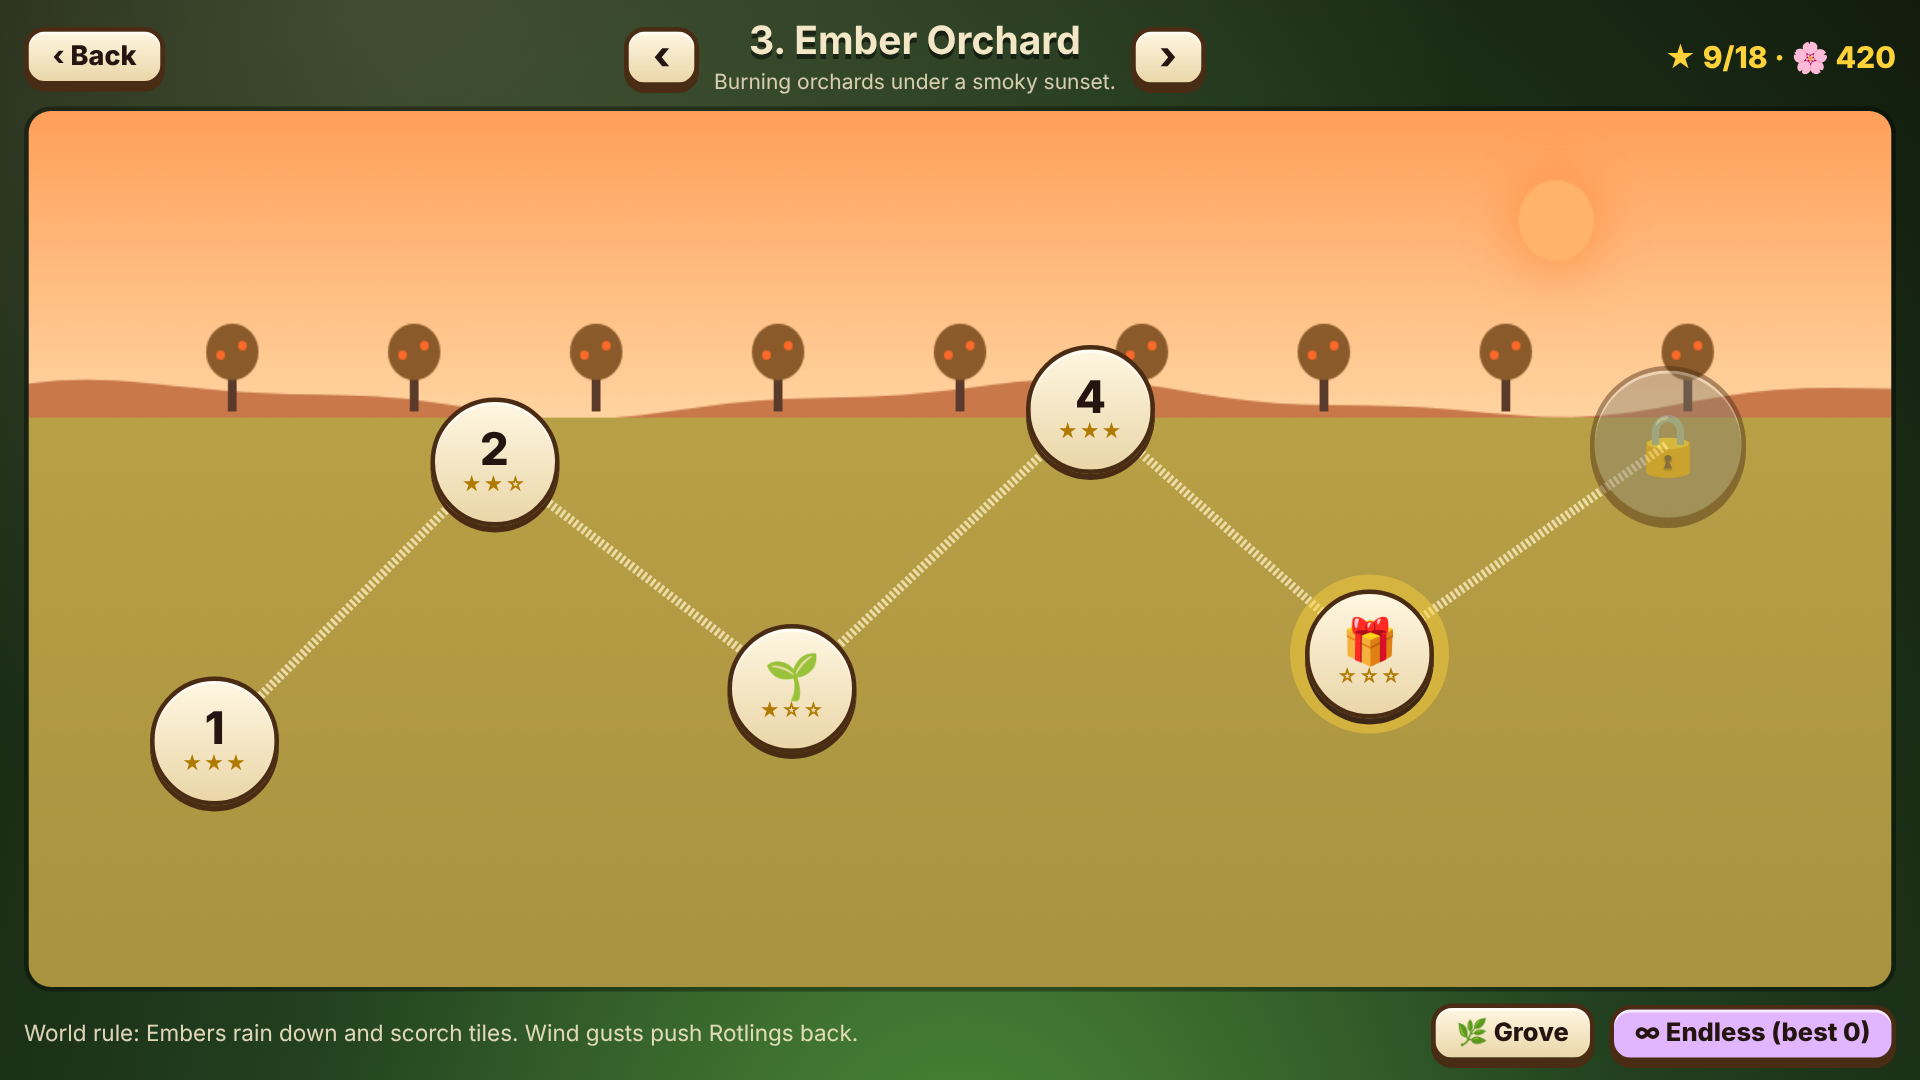 ‹ Back
‹
3. Ember Orchard
Burning orchards under a smoky sunset.
›
★ 9/18 · 🌸 420
4
★★★
2
★★☆
🔒
🎁
☆☆☆
🌱
★☆☆
1
★★★
World rule: Embers rain down and scorch tiles. Wind gusts push Rotlings back.
🌿 Grove
∞ Endless (best 0)